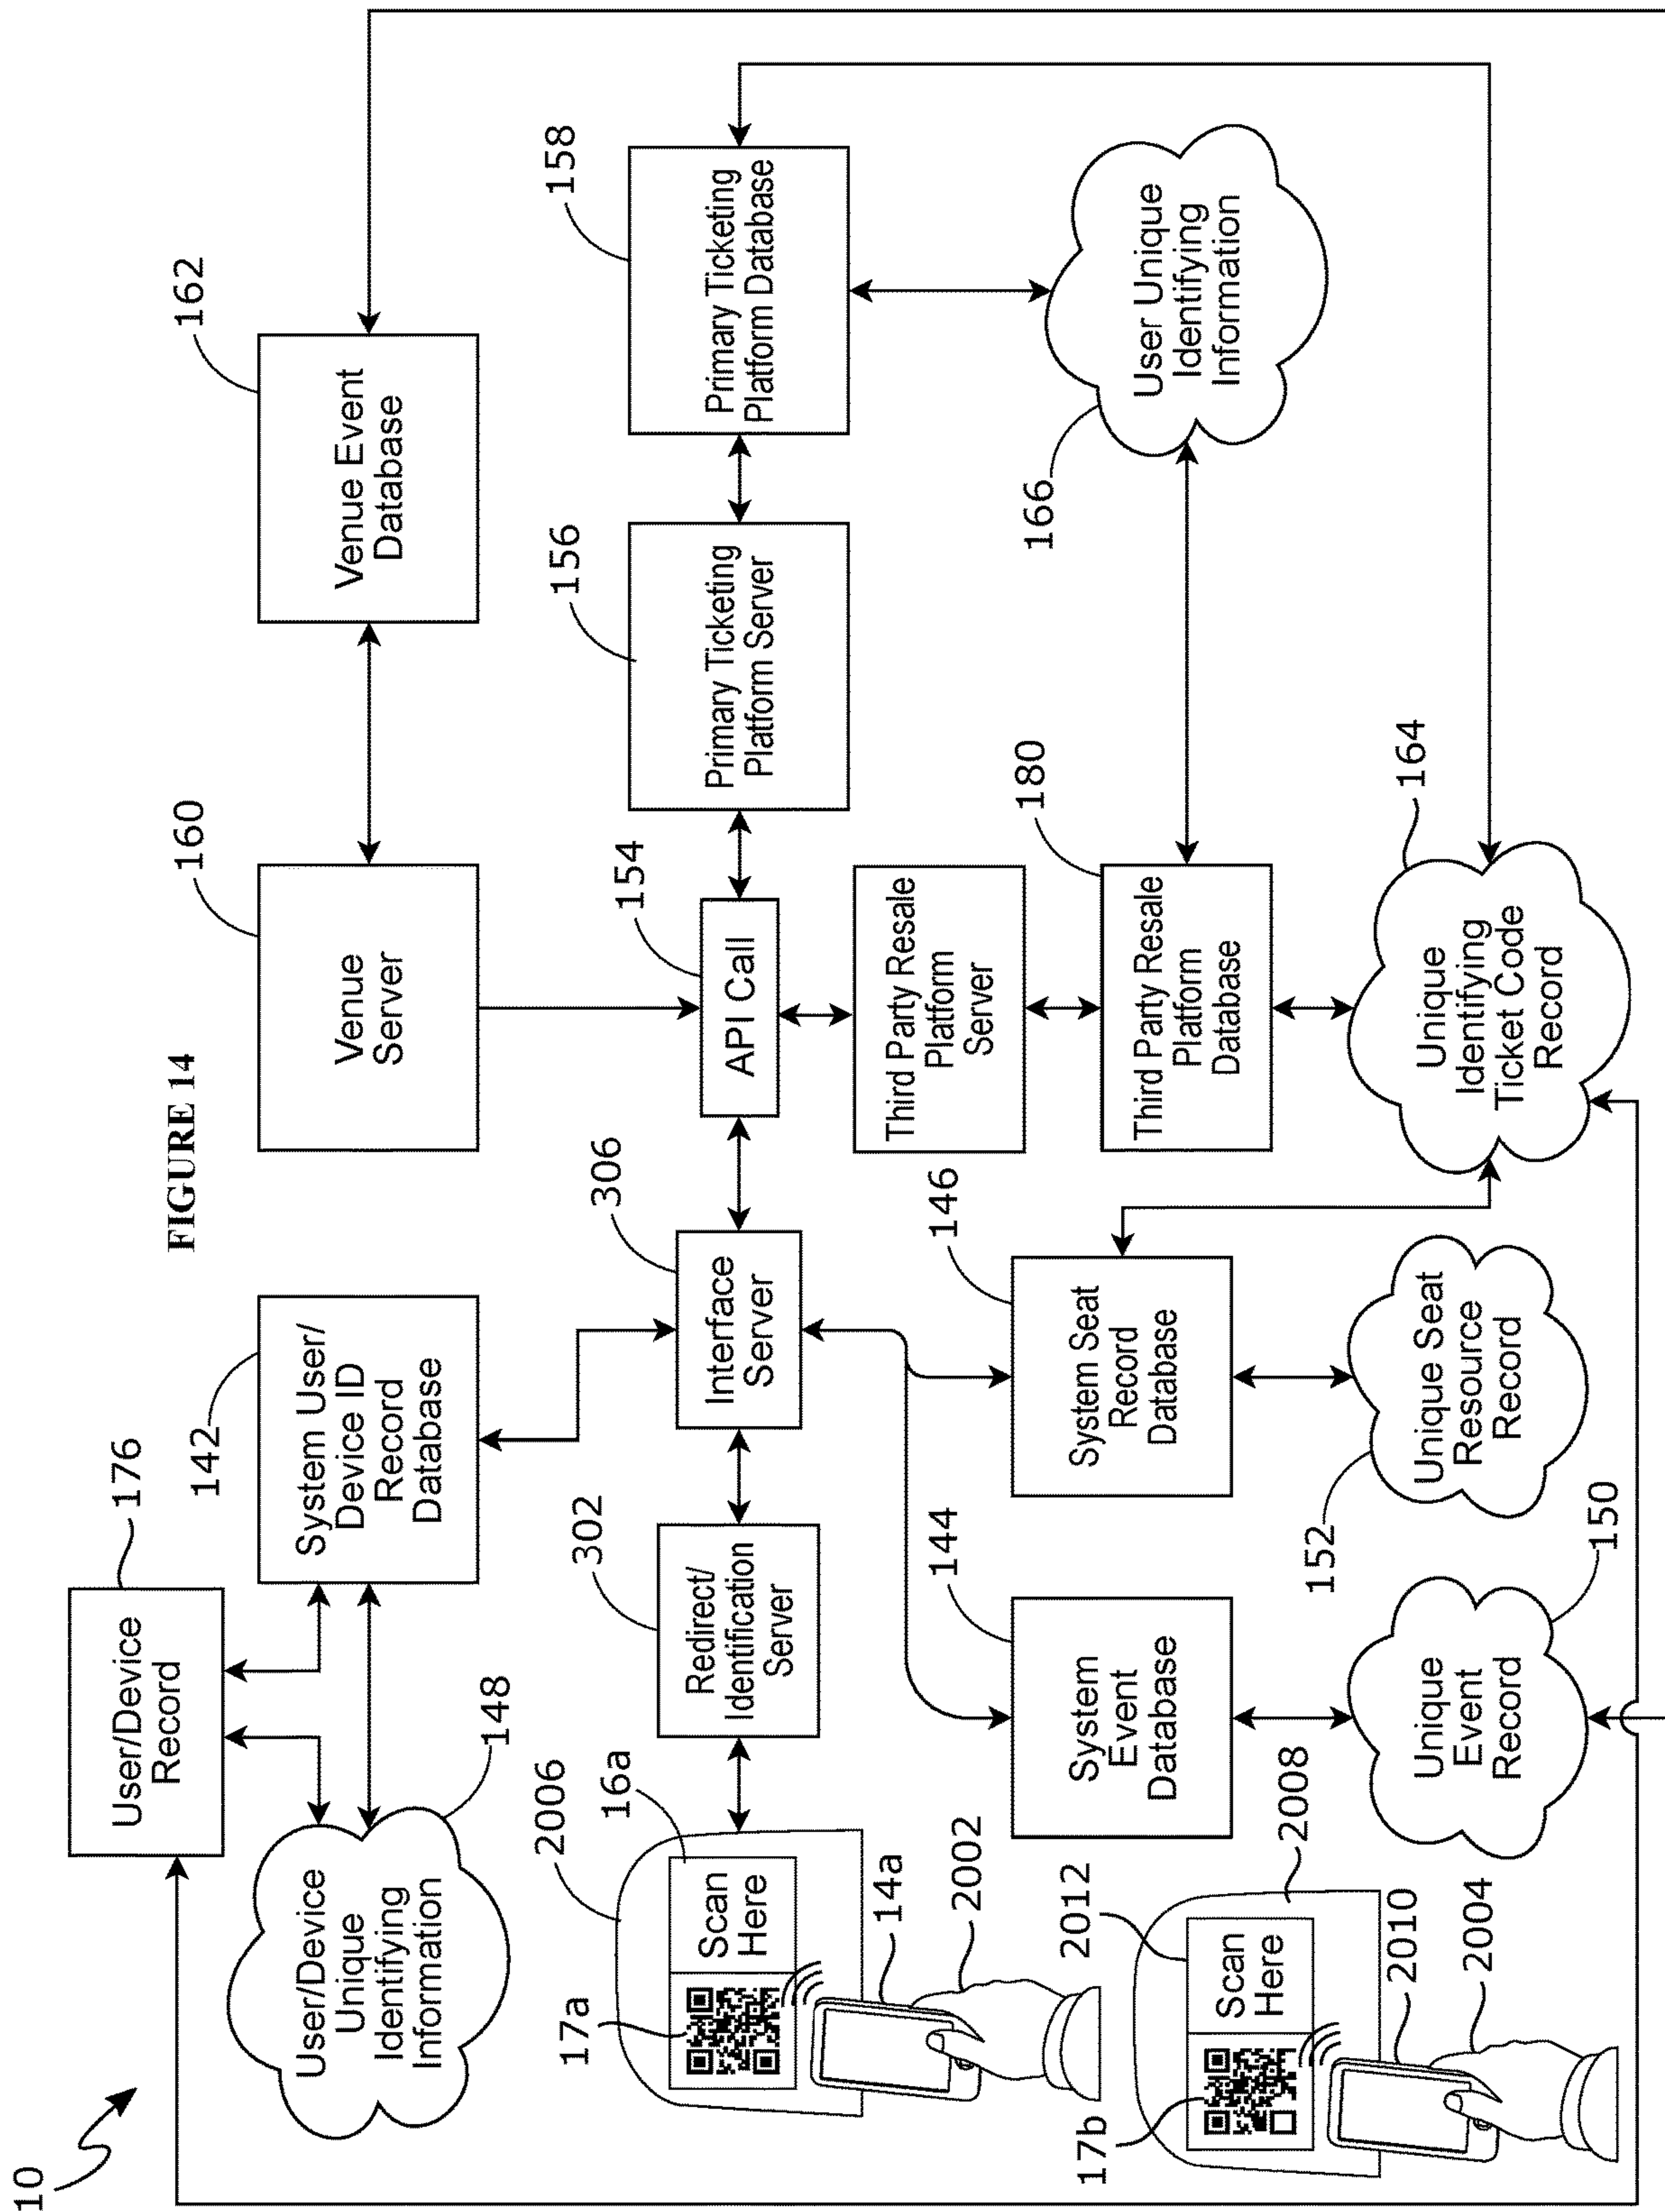 FIGURE 14
10
176
User/Device
Record
142
System User/
Device ID
Record
Database
160
Venue
Server
162
Venue Event
Database
148
User/Device
Unique
Identifying
Information
2006
16a
17a
Scan
Here
14a
2002
302
Redirect/
Identification
Server
306
Interface
Server
154
API Call
156
Primary Ticketing
Platform Server
158
Primary Ticketing
Platform Database
Third Party Resale
Platform
Server
180
Third Party Resale
Platform
Database
166
User Unique
Identifying
Information
144
System
Event
Database
146
System Seat
Record
Database
164
Unique
Identifying
Ticket Code
Record
2012
2008
17b
Scan
Here
2010
2004
150
Unique
Event
Record
152
Unique Seat
Resource
Record